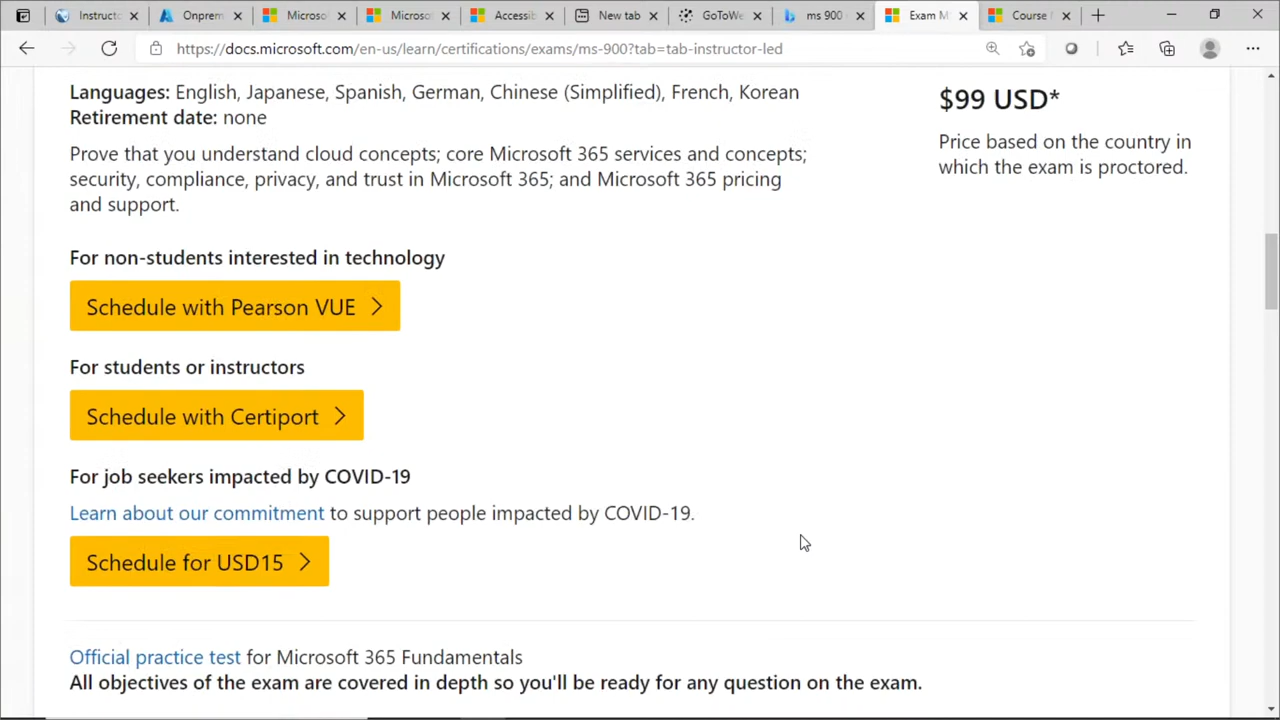 Instructo
Onprem
Microso
Microso
Accessib
New tab
GoToWe
ms 900
Exam M
Course
https://docs.microsoft.com/en-us/learn/certifications/exams/ms-900?tab=tab-instructor-led
Languages: English, Japanese, Spanish, German, Chinese (Simplified), French, Korean
Retirement date: none
$99 USD*
Price based on the country in
which the exam is proctored.
Prove that you understand cloud concepts; core Microsoft 365 services and concepts;
security, compliance, privacy, and trust in Microsoft 365; and Microsoft 365 pricing
and support.
For non-students interested in technology
Schedule with Pearson VUE
For students or instructors
Schedule with Certiport
For job seekers impacted by COVID-19
Learn about our commitment to support people impacted by COVID-19.
Schedule for USD15
Official practice test for Microsoft 365 Fundamentals
All objectives of the exam are covered in depth so you'll be ready for any question on the exam.